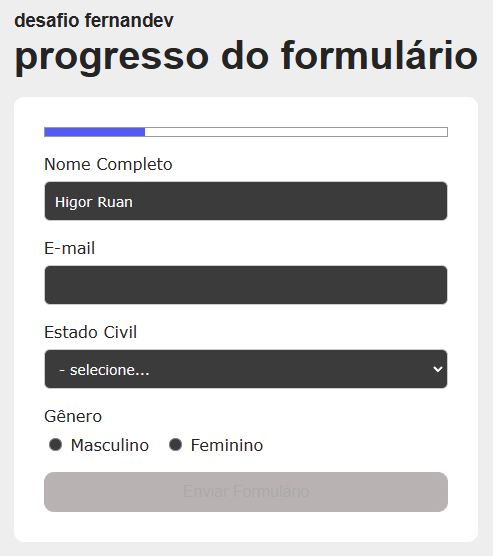 desafio fernandev
progresso do formulário
Nome Completo
Higor Ruan
E-mail
Estado Civil
- selecione...
Gênero
Masculino Feminino
Enviar Formulário